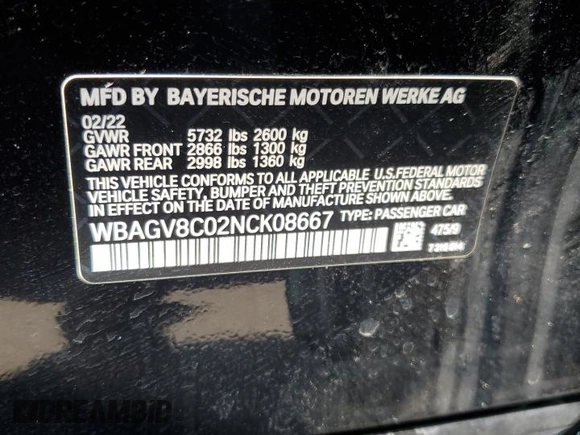 MFD BY BAYERISCHE MOTOREN WERKE AG
02/22
GVWR 5732 lbs 2600 kg
GAWR FRONT 2866 lbs 1300 kg
GAWR REAR 2998 lbs 1360 kg
THIS VEHICLE CONFORMS TO ALL APPLICABLE U.S. FEDERAL MOTOR
VEHICLE SAFETY, BUMPER AND THEFT PREVENTION STANDARDS
IN EFFECT ON THE DATE OF MANUFACTURE SHOWN ABOVE.
WBAGV8C02NCK08667 TYPE: PASSENGER CAR
475/9
DREAMBID